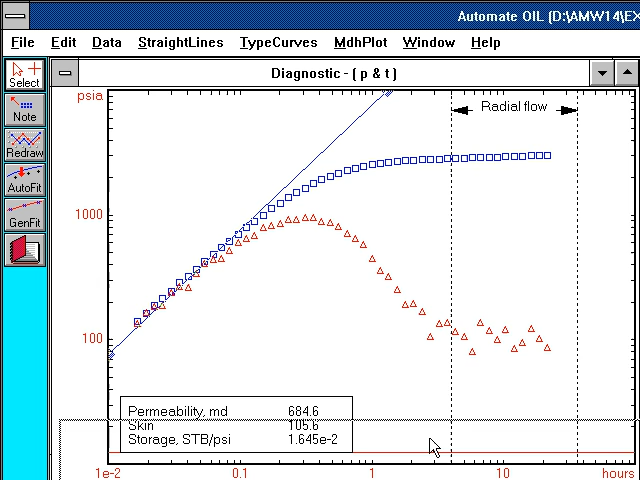 Automate OIL (D:\AMW14\EX
File Edit Data StraightLines TypeCurves MdhPlot Window Help
Select
Diagnostic - ( p & t )
Note
Redraw
AutoFit
GenFit
psia
Radial flow
1000
100
Permeability, md 684.6
Skin 105.6
Storage, STB/psi 1.645e-2
1e-2 0.1 1 10 hours